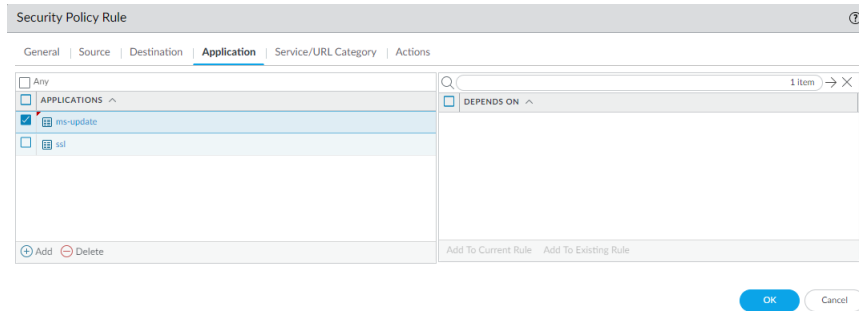 Security Policy Rule
General | Source | Destination | Application | Service/URL Category | Actions
Any
1 item
APPLICATIONS
DEPENDS ON
ms-update
ssl
Add Delete
Add To Current Rule Add To Existing Rule
OK Cancel